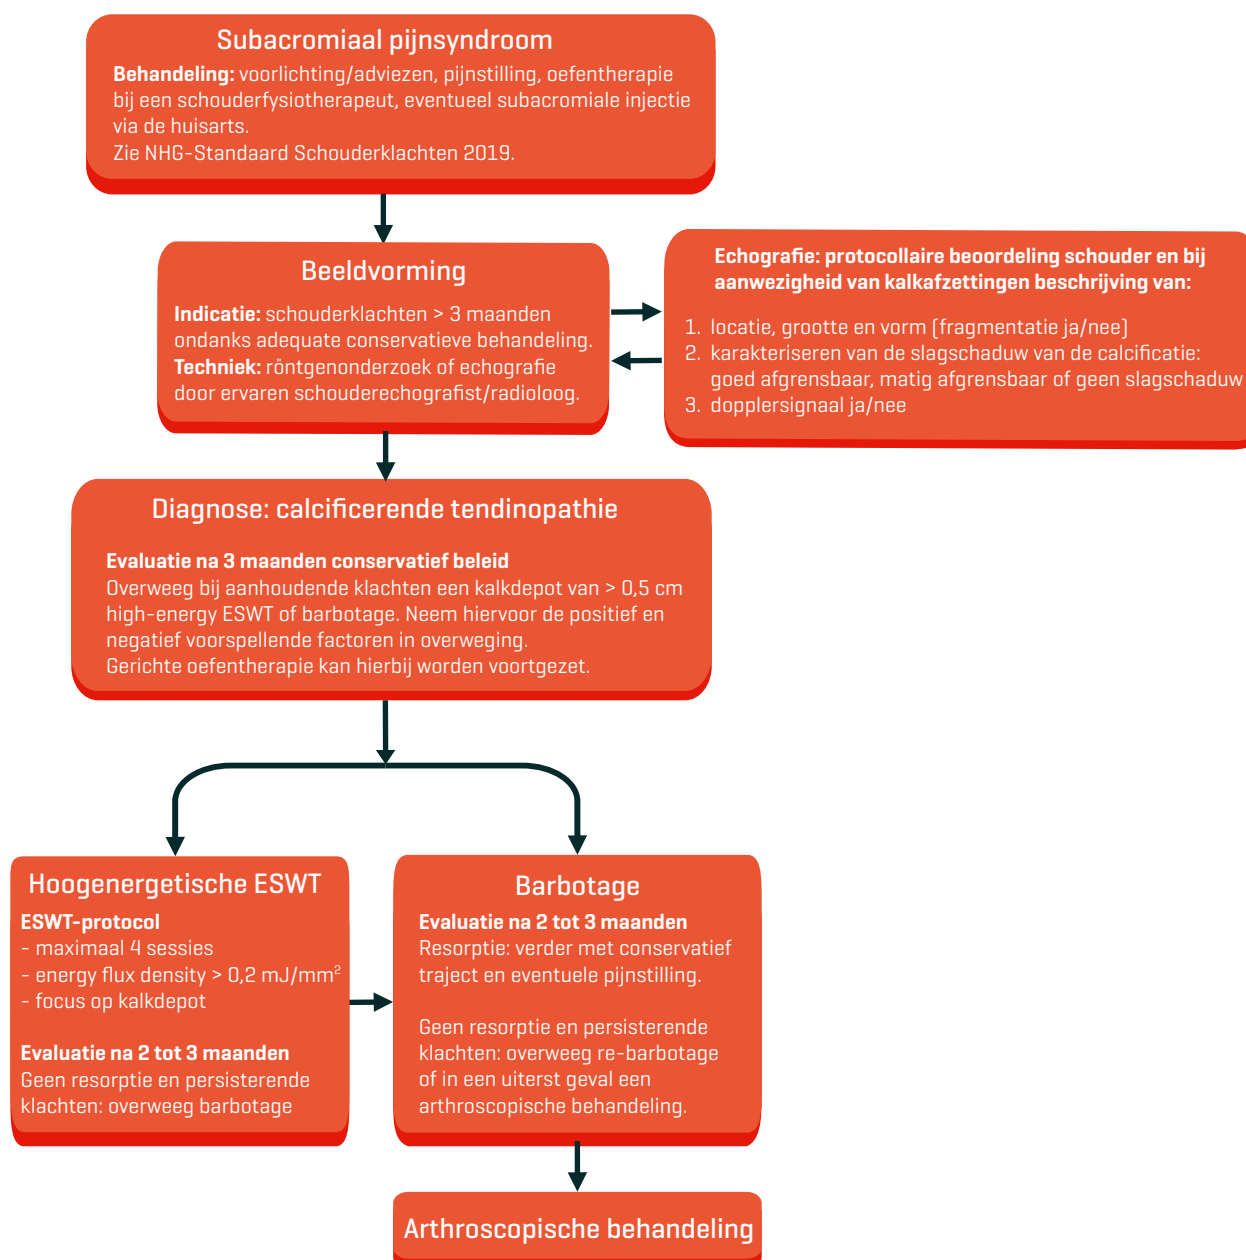 Subacromiaal pijnsyndroom
Behandeling: voorlichting/adviezen, pijnstilling, oefentherapie
bij een schouderfysiotherapeut, eventueel subacromiale injectie
via de huisarts.
Zie NHG-Standaard Schouderklachten 2019.
Beeldvorming
Indicatie: schouderklachten > 3 maanden
ondanks adequate conservatieve behandeling.
Techniek: röntgenonderzoek of echografie
door ervaren schouderechografist/radioloog.
Echografie: protocollaire beoordeling schouder en bij
aanwezigheid van kalkafzettingen beschrijving van:
1. locatie, grootte en vorm (fragmentatie ja/nee)
2. karakteriseren van de slagschaduw van de calcificatie:
goed afgrensbaar, matig afgrensbaar of geen slagschaduw
3. dopplersignaal ja/nee
Diagnose: calcificerende tendinopathie
Evaluatie na 3 maanden conservatief beleid
Overweeg bij aanhoudende klachten een kalkdepot van > 0,5 cm
high-energy ESWT of barbotage. Neem hiervoor de positief en
negatief voorspellende factoren in overweging.
Gerichte oefentherapie kan hierbij worden voortgezet.
Hoogenergetische ESWT
ESWT-protocol
- maximaal 4 sessies
- energy flux density > 0,2 mJ/mm²
- focus op kalkdepot
Evaluatie na 2 tot 3 maanden
Geen resorptie en persisterende
klachten: overweeg barbotage
Barbotage
Evaluatie na 2 tot 3 maanden
Resorptie: verder met conservatief
traject en eventuele pijnstilling.
Geen resorptie en persisterende
klachten: overweeg re-barbotage
of in een uiterst geval een
arthroscopische behandeling.
Arthroscopische behandeling